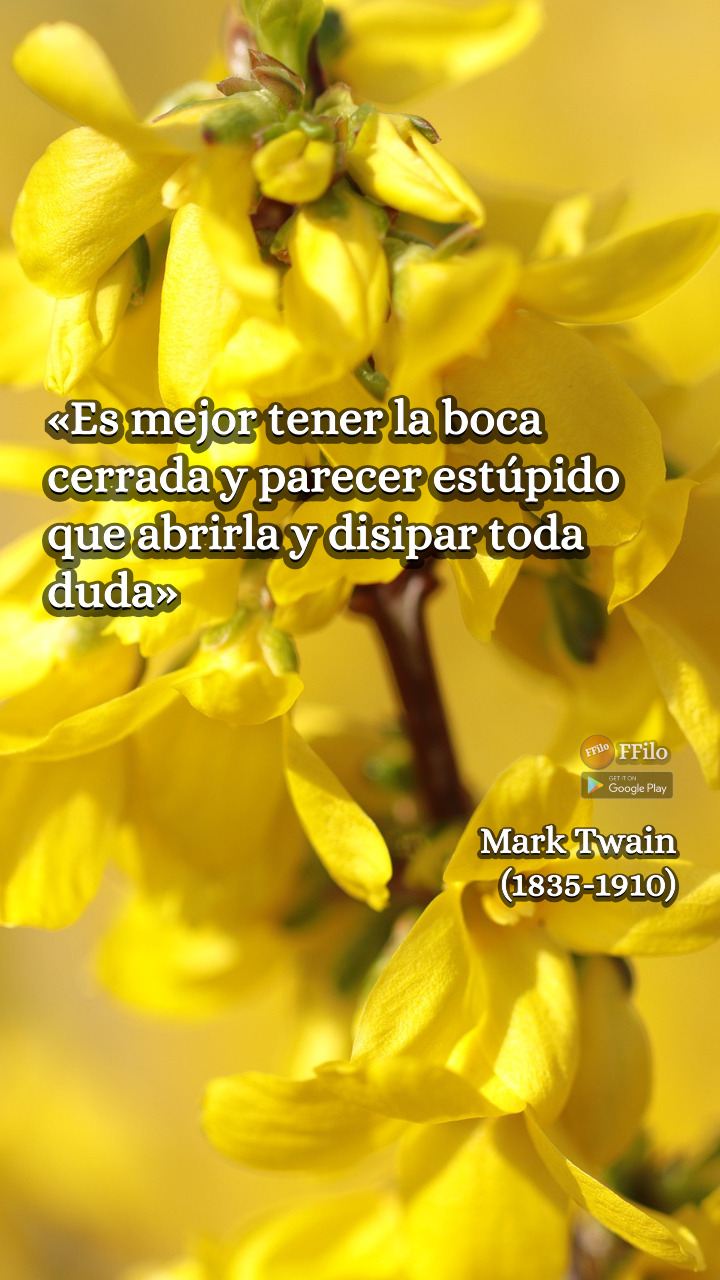 «Es mejor tener la boca
cerrada y parecer estúpido
que abrirla y disipar toda
duda»
FFilo FFilo
GET IT ON
Google Play
Mark Twain
(1835-1910)